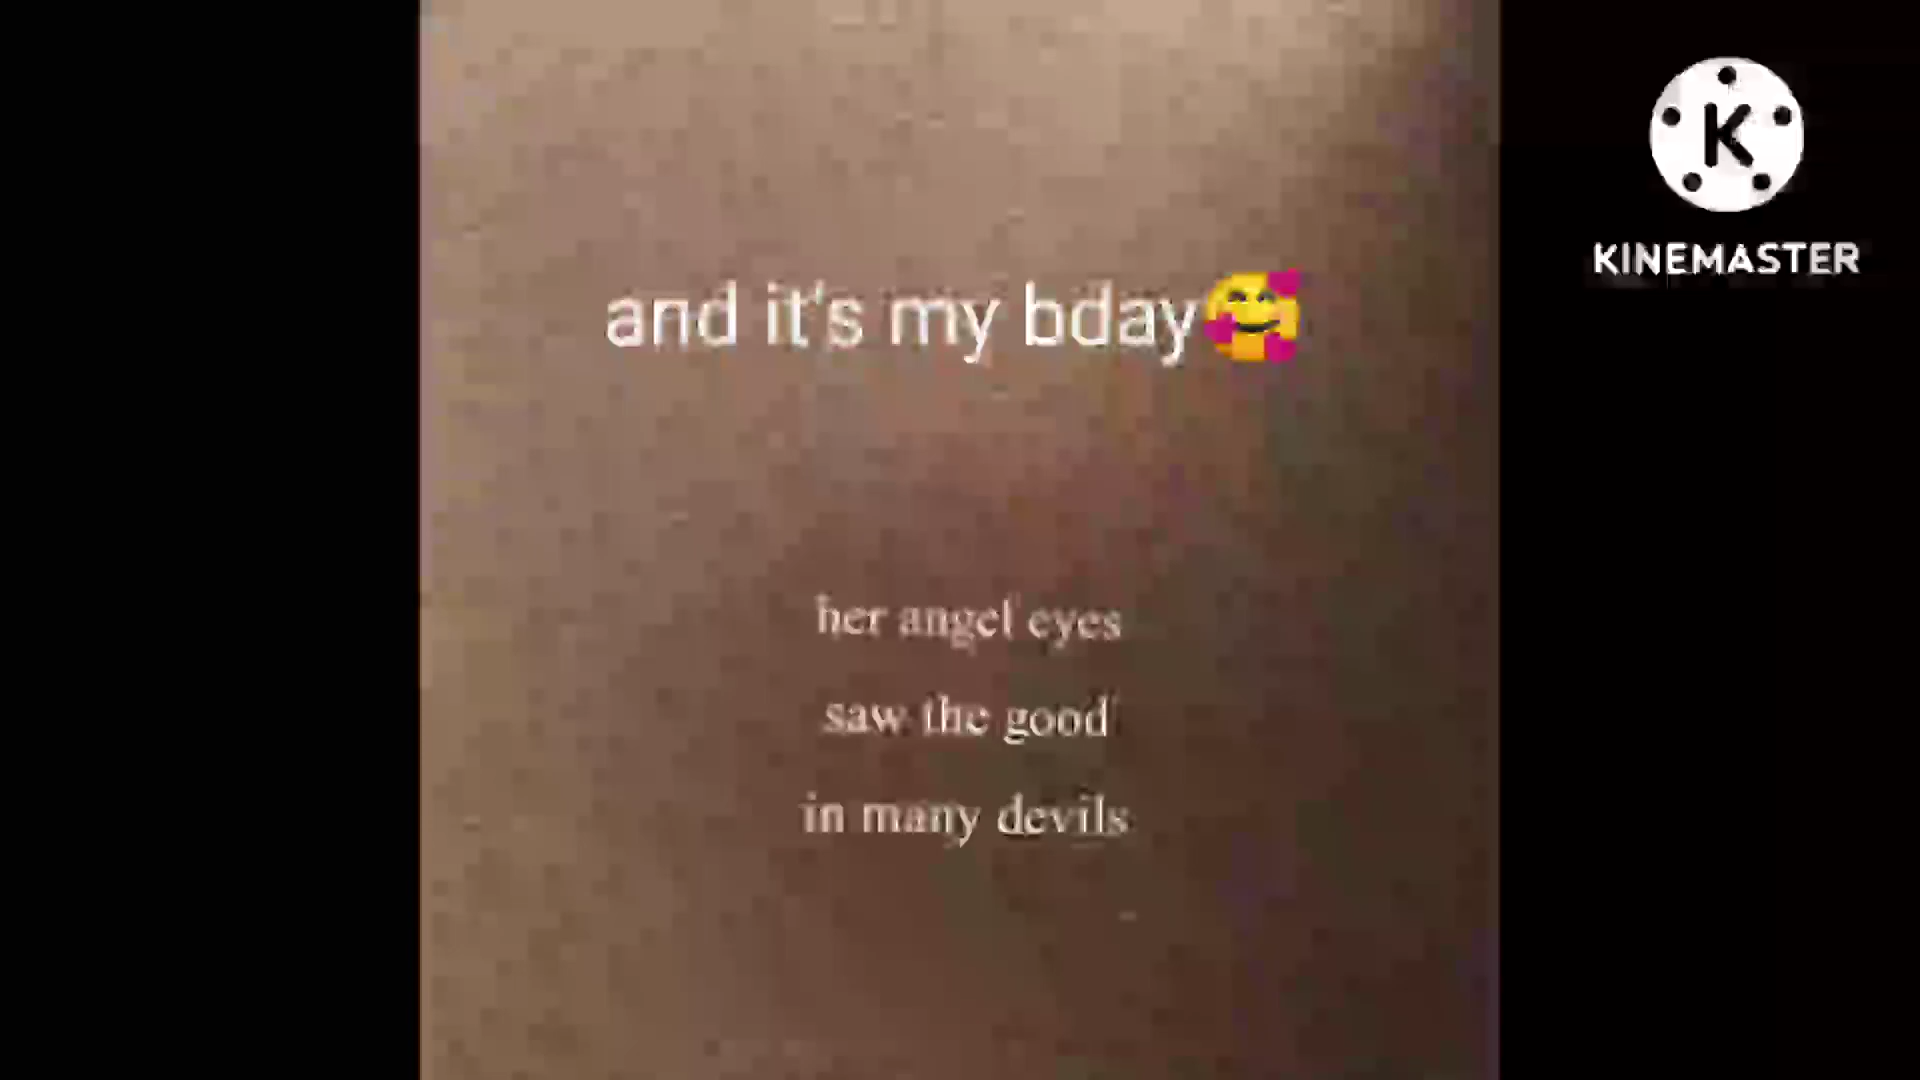 and it's my bday🥰
her angel eyes
saw the good
in many devils
KINEMASTER